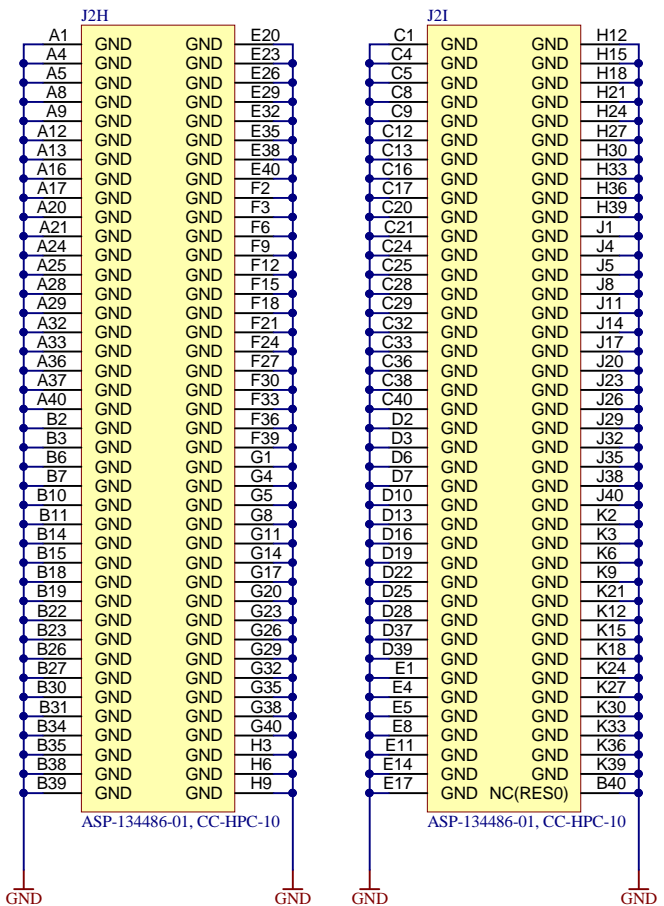 J2H J2I
A1 GND GND E20 C1 GND GND H12
A4 GND GND E23 C4 GND GND H15
A5 GND GND E26 C5 GND GND H18
A8 GND GND E29 C8 GND GND H21
A9 GND GND E32 C9 GND GND H24
A12 GND GND E35 C12 GND GND H27
A13 GND GND E38 C13 GND GND H30
A16 GND GND E40 C16 GND GND H33
A17 GND GND F2 C17 GND GND H36
A20 GND GND F3 C20 GND GND H39
A21 GND GND F6 C21 GND GND J1
A24 GND GND F9 C24 GND GND J4
A25 GND GND F12 C25 GND GND J5
A28 GND GND F15 C28 GND GND J8
A29 GND GND F18 C29 GND GND J11
A32 GND GND F21 C32 GND GND J14
A33 GND GND F24 C33 GND GND J17
A36 GND GND F27 C36 GND GND J20
A37 GND GND F30 C38 GND GND J23
A40 GND GND F33 C40 GND GND J26
B2 GND GND F36 D2 GND GND J29
B3 GND GND F39 D3 GND GND J32
B6 GND GND G1 D6 GND GND J35
B7 GND GND G4 D7 GND GND J38
B10 GND GND G5 D10 GND GND J40
B11 GND GND G8 D13 GND GND K2
B14 GND GND G11 D16 GND GND K3
B15 GND GND G14 D19 GND GND K6
B18 GND GND G17 D22 GND GND K9
B19 GND GND G20 D25 GND GND K21
B22 GND GND G23 D28 GND GND K12
B23 GND GND G26 D37 GND GND K15
B26 GND GND G29 D39 GND GND K18
B27 GND GND G32 E1 GND GND K24
B30 GND GND G35 E4 GND GND K27
B31 GND GND G38 E5 GND GND K30
B34 GND GND G40 E8 GND GND K33
B35 GND GND H3 E11 GND GND K36
B38 GND GND H6 E14 GND GND K39
B39 GND GND H9 E17 GND NC(RES0) B40
ASP-134486-01, CC-HPC-10 ASP-134486-01, CC-HPC-10
GND GND GND GND